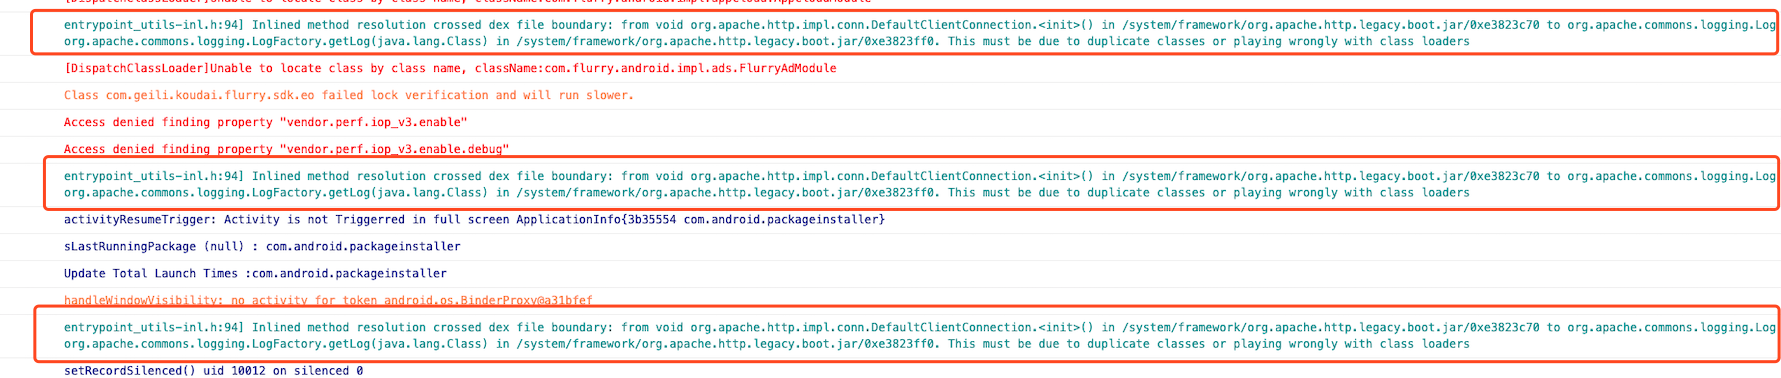 [DispatchClassLoader]Unable to locate class by class name, className:com.flurry.android.impl.appcloud.AppCloudModule
entrypoint_utils-inl.h:94] Inlined method resolution crossed dex file boundary: from void org.apache.http.impl.conn.DefaultClientConnection.<init>() in /system/framework/org.apache.http.legacy.boot.jar/0xe3823c70 to org.apache.commons.logging.Log
org.apache.commons.logging.LogFactory.getLog(java.lang.Class) in /system/framework/org.apache.http.legacy.boot.jar/0xe3823ff0. This must be due to duplicate classes or playing wrongly with class loaders
[DispatchClassLoader]Unable to locate class by class name, className:com.flurry.android.impl.ads.FlurryAdModule
Class com.geili.koudai.flurry.sdk.eo failed lock verification and will run slower.
Access denied finding property "vendor.perf.iop_v3.enable"
Access denied finding property "vendor.perf.iop_v3.enable.debug"
entrypoint_utils-inl.h:94] Inlined method resolution crossed dex file boundary: from void org.apache.http.impl.conn.DefaultClientConnection.<init>() in /system/framework/org.apache.http.legacy.boot.jar/0xe3823c70 to org.apache.commons.logging.Log
org.apache.commons.logging.LogFactory.getLog(java.lang.Class) in /system/framework/org.apache.http.legacy.boot.jar/0xe3823ff0. This must be due to duplicate classes or playing wrongly with class loaders
activityResumeTrigger: Activity is not Triggerred in full screen ApplicationInfo{3b35554 com.android.packageinstaller}
sLastRunningPackage (null) : com.android.packageinstaller
Update Total Launch Times :com.android.packageinstaller
handleWindowVisibility: no activity for token android.os.BinderProxy@a31bfef
entrypoint_utils-inl.h:94] Inlined method resolution crossed dex file boundary: from void org.apache.http.impl.conn.DefaultClientConnection.<init>() in /system/framework/org.apache.http.legacy.boot.jar/0xe3823c70 to org.apache.commons.logging.Log
org.apache.commons.logging.LogFactory.getLog(java.lang.Class) in /system/framework/org.apache.http.legacy.boot.jar/0xe3823ff0. This must be due to duplicate classes or playing wrongly with class loaders
setRecordSilenced() uid 10012 on silenced 0